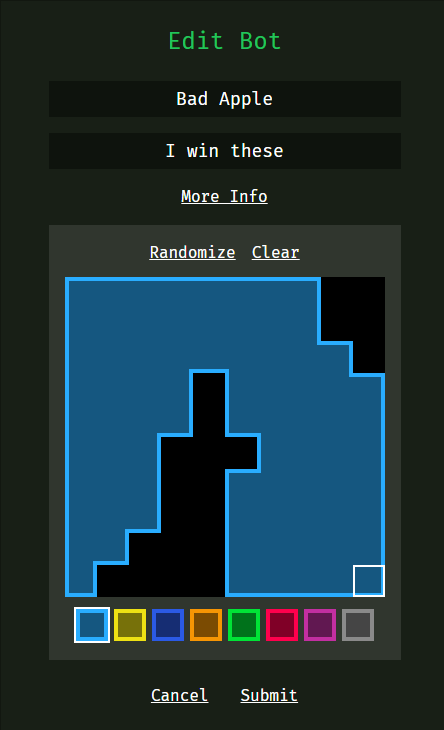 Edit Bot
Bad Apple
I win these
More Info
Randomize Clear
Cancel Submit